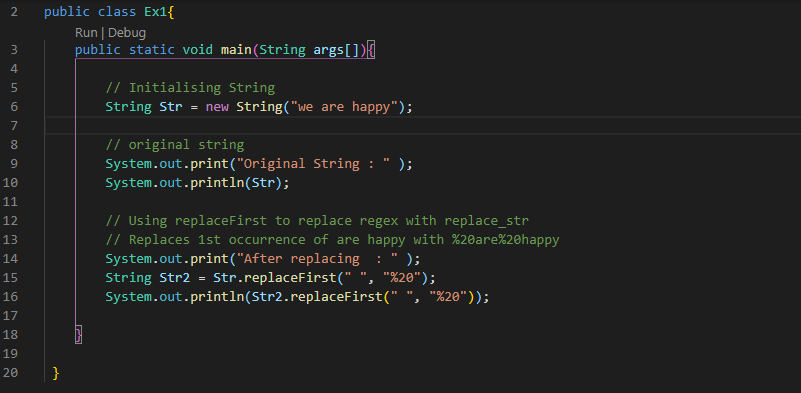 2 public class Ex1{
Run | Debug
3 public static void main(String args[]){
4
5 // Initialising String
6 String Str = new String("we are happy");
7
8 // original string
9 System.out.print("Original String : " );
10 System.out.println(Str);
11
12 // Using replaceFirst to replace regex with replace_str
13 // Replaces 1st occurrence of are happy with %20are%20happy
14 System.out.print("After replacing  : " );
15 String Str2 = Str.replaceFirst(" ", "%20");
16 System.out.println(Str2.replaceFirst(" ", "%20"));
17
18 }
19
20 }